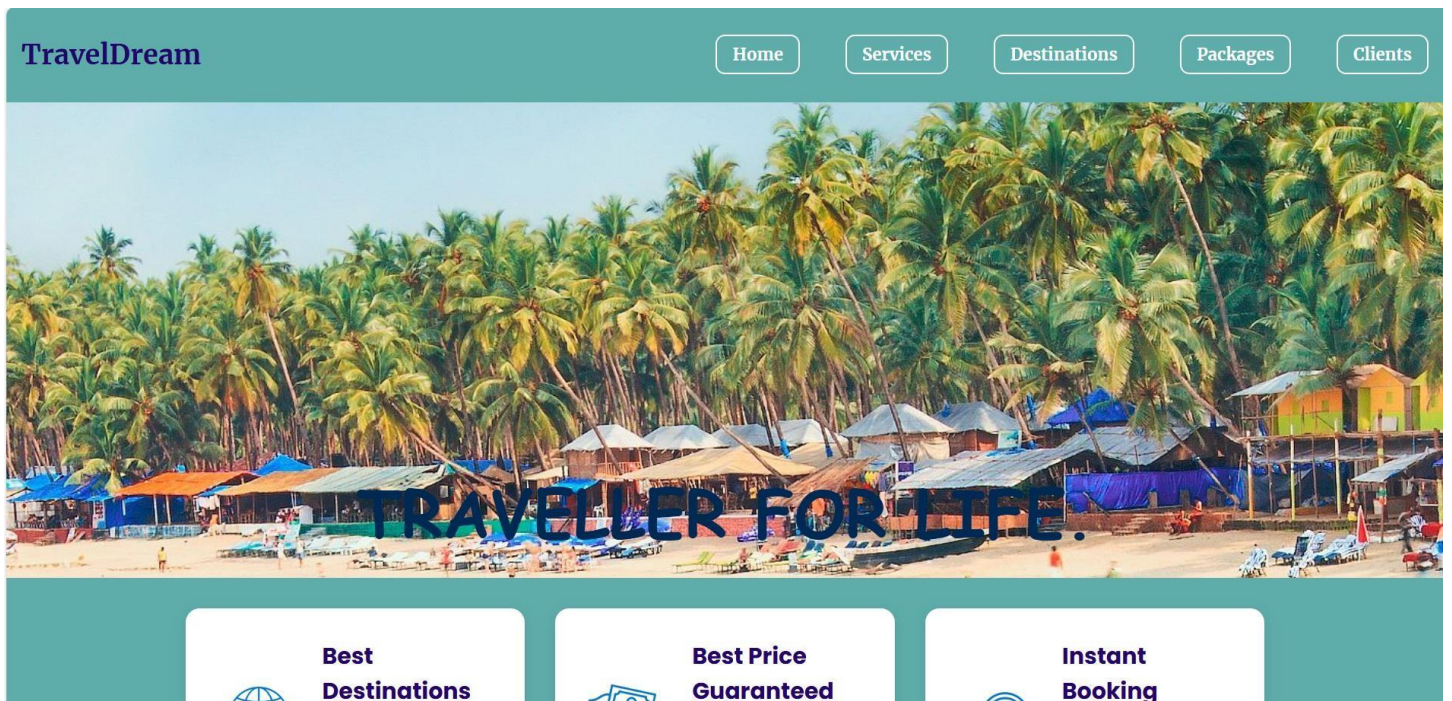 TravelDream
Home
Services
Destinations
Packages
Clients
TRAVELLER FOR LIFE.
Best
Destinations
Best Price
Guaranteed
Instant
Booking